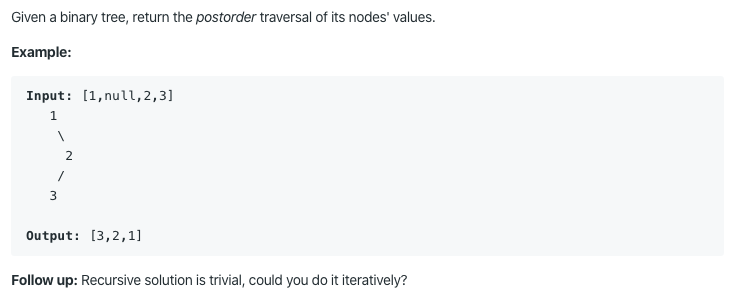 Given a binary tree, return the postorder traversal of its nodes' values.
Example:
Input: [1,null,2,3]
1
\
2
/
3
Output: [3,2,1]
Follow up: Recursive solution is trivial, could you do it iteratively?